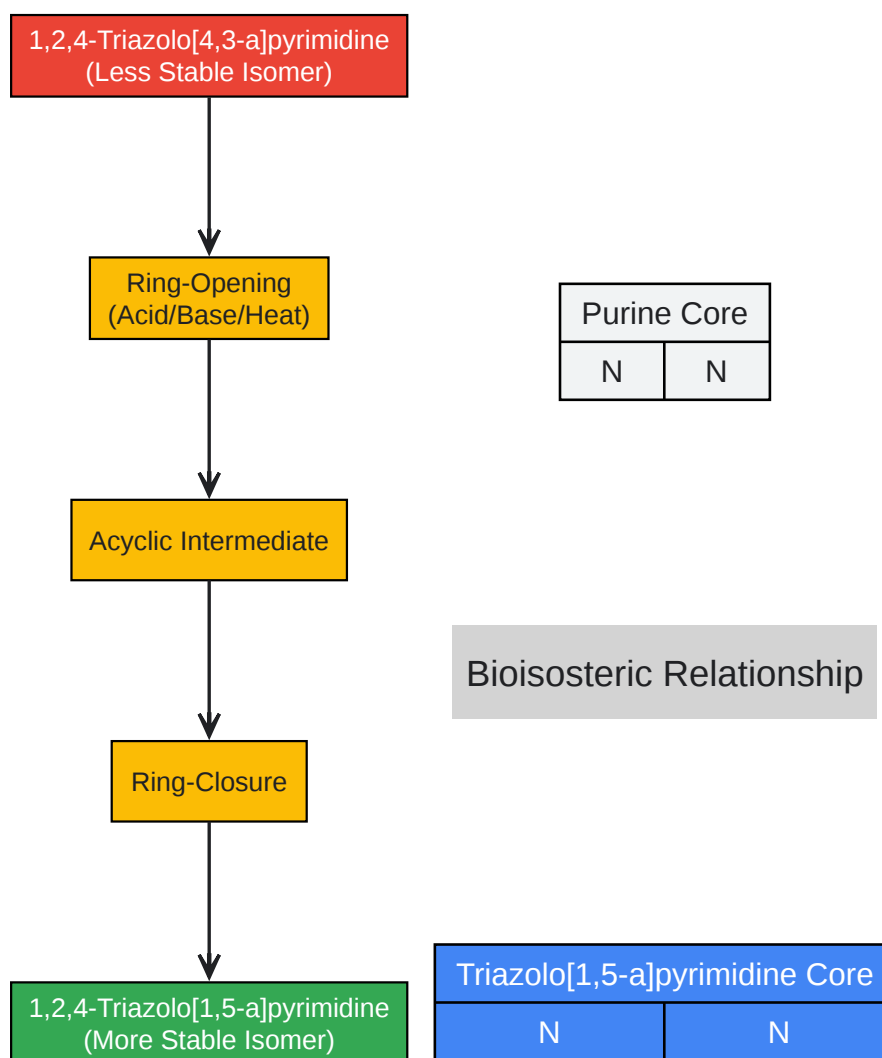 1,2,4-Triazolo[4,3-a]pyrimidine
(Less Stable Isomer)
Ring-Opening
(Acid/Base/Heat)
Acyclic Intermediate
Ring-Closure
1,2,4-Triazolo[1,5-a]pyrimidine
(More Stable Isomer)
Purine Core
N N
Bioisosteric Relationship
Triazolo[1,5-a]pyrimidine Core
N N